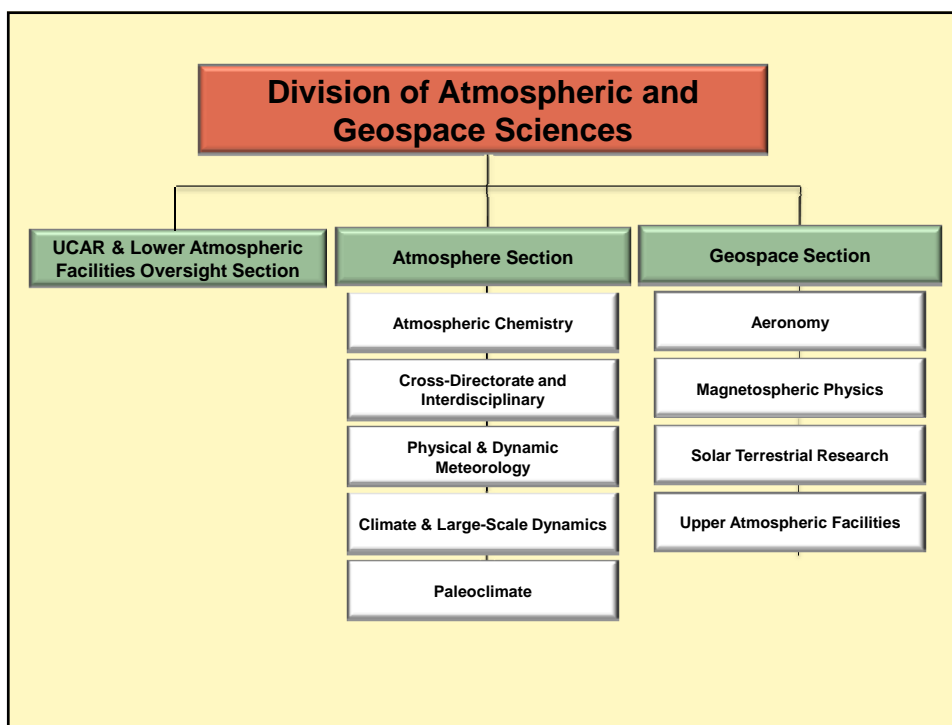 Division of Atmospheric and
Geospace Sciences
UCAR & Lower Atmospheric
Facilities Oversight Section
Atmosphere Section
Atmospheric Chemistry
Cross-Directorate and
Interdisciplinary
Physical & Dynamic
Meteorology
Climate & Large-Scale Dynamics
Paleoclimate
Geospace Section
Aeronomy
Magnetospheric Physics
Solar Terrestrial Research
Upper Atmospheric Facilities